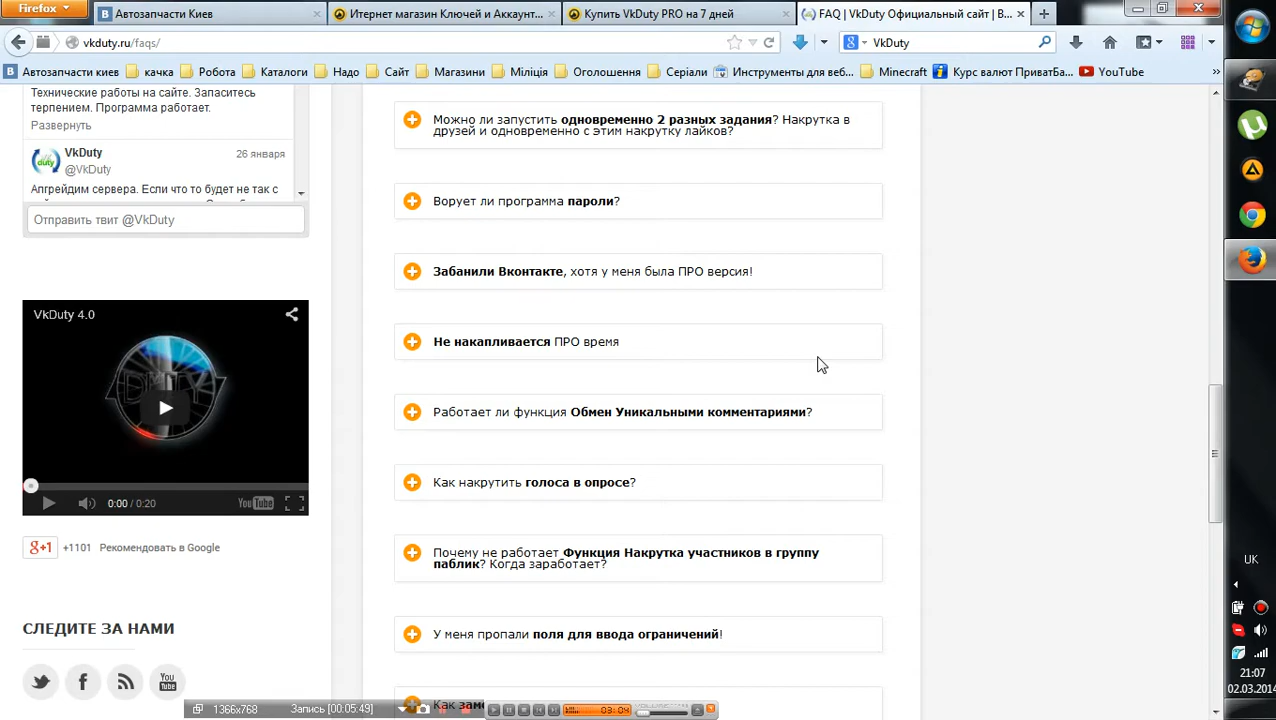 Firefox
Автозапчасти Киев
Итернет магазин Ключей и Аккаунт...
Купить VkDuty PRO на 7 дней
FAQ | VkDuty Официальный сайт | В...
vkduty.ru/faqs/
VkDuty
Автозапчасти киев
качка
Робота
Каталоги
Надо
Сайт
Магазини
Міліція
Оголошення
Серіали
Инструменты для веб...
Minecraft
Курс валют ПриватБа...
YouTube
»
Технические работы на сайте. Запаситесь
терпением. Программа работает.
Развернуть
VkDuty
26 января
@VkDuty
Апгрейдим сервера. Если что то будет не так с
Отправить твит @VkDuty
VkDuty 4.0
DUTY
0:00 / 0:20
YouTube
g+1
+1101
Рекомендовать в Google
СЛЕДИТЕ ЗА НАМИ
You
Tube
Можно ли запустить одновременно 2 разных задания? Накрутка в
друзей и одновременно с этим накрутку лайков?
Ворует ли программа пароли?
Забанили Вконтакте, хотя у меня была ПРО версия!
Не накапливается ПРО время
Работает ли функция Обмен Уникальными комментариями?
Как накрутить голоса в опросе?
Почему не работает Функция Накрутка участников в группу
паблик? Когда заработает?
У меня пропали поля для ввода ограничений!
Как
1366x768
Запись [00:05:49]
03:04
UK
21:07
02.03.2014